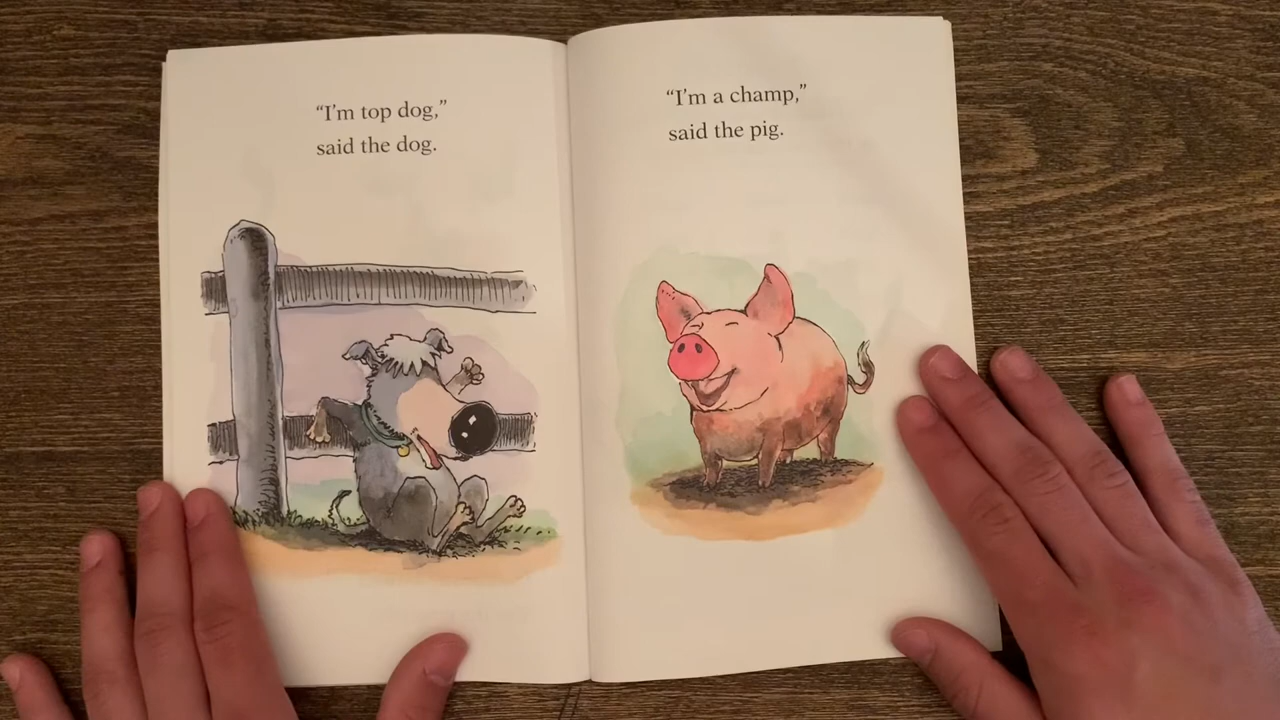 “I’m top dog,”
said the dog.
“I’m a champ,”
said the pig.